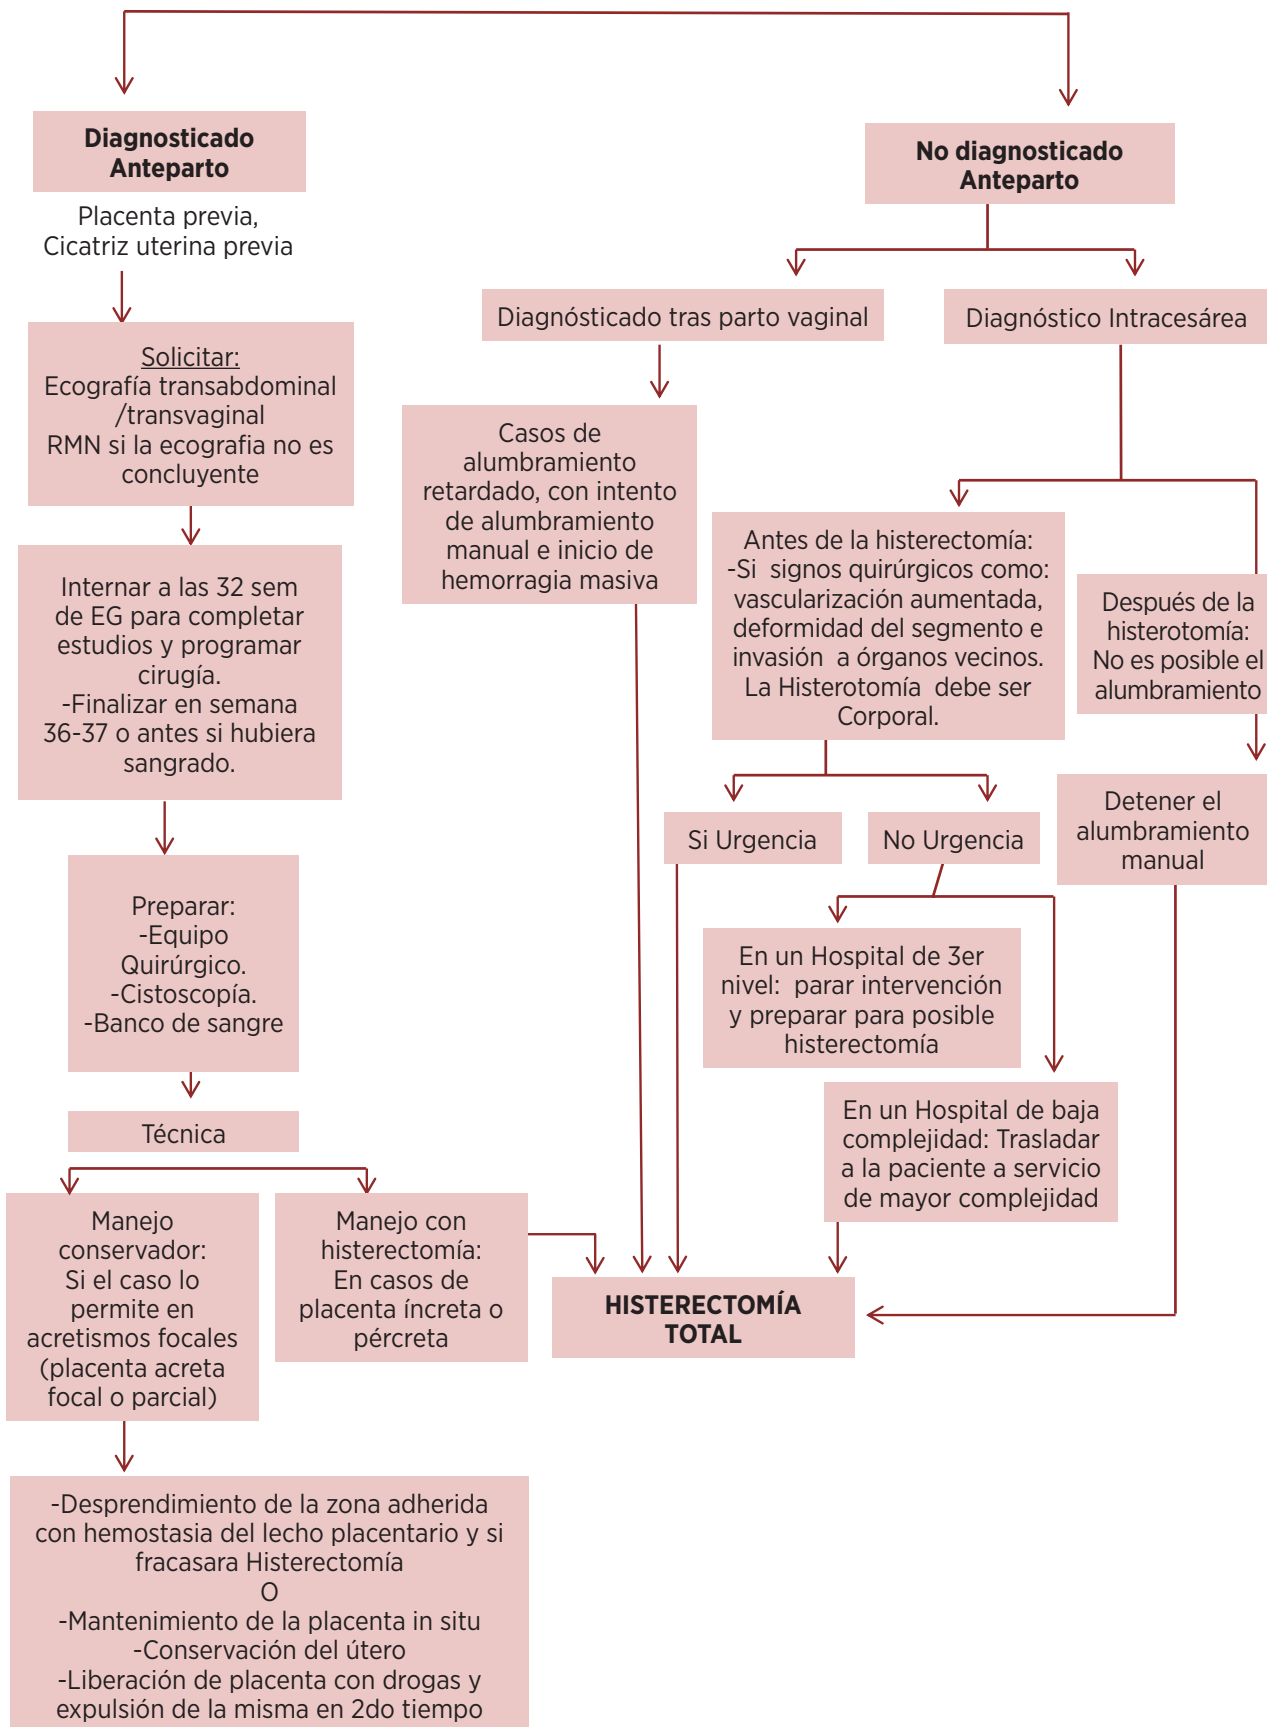 Diagnosticado
Anteparto
Placenta previa,
Cicatriz uterina previa
Solicitar:
Ecografía transabdominal
/transvaginal
RMN si la ecografia no es
concluyente
Internar a las 32 sem
de EG para completar
estudios y programar
cirugía.
-Finalizar en semana
36-37 o antes si hubiera
sangrado.
Preparar:
-Equipo
Quirúrgico.
-Cistoscopía.
-Banco de sangre
Técnica
Manejo
conservador:
Si el caso lo
permite en
acretismos focales
(placenta acreta
focal o parcial)
Manejo con
histerectomía:
En casos de
placenta íncreta o
pércreta
-Desprendimiento de la zona adherida
con hemostasia del lecho placentario y si
fracasara Histerectomía
O
-Mantenimiento de la placenta in situ
-Conservación del útero
-Liberación de placenta con drogas y
expulsión de la misma en 2do tiempo
No diagnosticado
Anteparto
Diagnósticado tras parto vaginal
Casos de
alumbramiento
retardado, con intento
de alumbramiento
manual e inicio de
hemorragia masiva
Diagnóstico Intracesárea
Antes de la histerectomía:
-Si signos quirúrgicos como:
vascularización aumentada,
deformidad del segmento e
invasión a órganos vecinos.
La Histerotomía debe ser
Corporal.
Después de la
histerotomía:
No es posible el
alumbramiento
Si Urgencia
No Urgencia
Detener el
alumbramiento
manual
En un Hospital de 3er
nivel: parar intervención
y preparar para posible
histerectomía
En un Hospital de baja
complejidad: Trasladar
a la paciente a servicio
de mayor complejidad
HISTERECTOMÍA
TOTAL